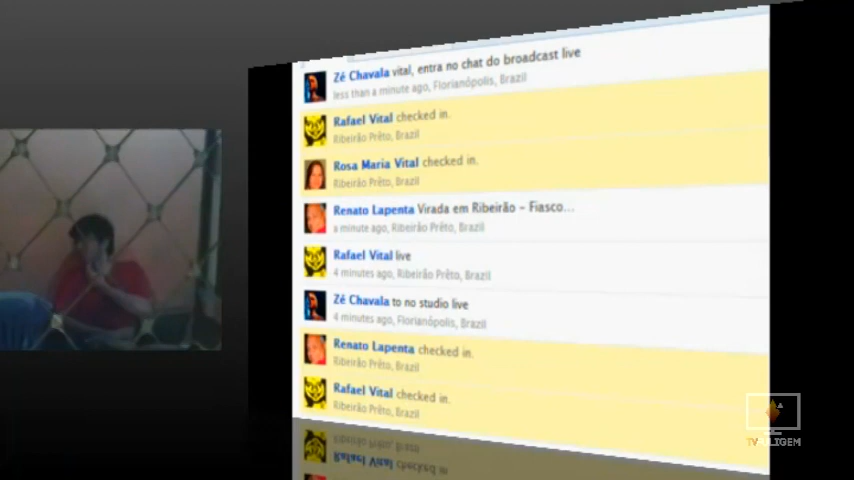 Zé Chavala vital, entra no chat do broadcast live
less than a minute ago, Florianópolis, Brazil
Rafael Vital checked in.
Ribeirão Prêto, Brazil
Rosa Maria Vital checked in.
Ribeirão Prêto, Brazil
Renato Lapenta Virada em Ribeirão - Fiasco...
a minute ago, Ribeirão Prêto, Brazil
Rafael Vital live
4 minutes ago, Ribeirão Prêto, Brazil
Zé Chavala to no studio live
4 minutes ago, Florianópolis, Brazil
Renato Lapenta checked in.
Ribeirão Prêto, Brazil
Rafael Vital checked in.
Ribeirão Prêto, Brazil